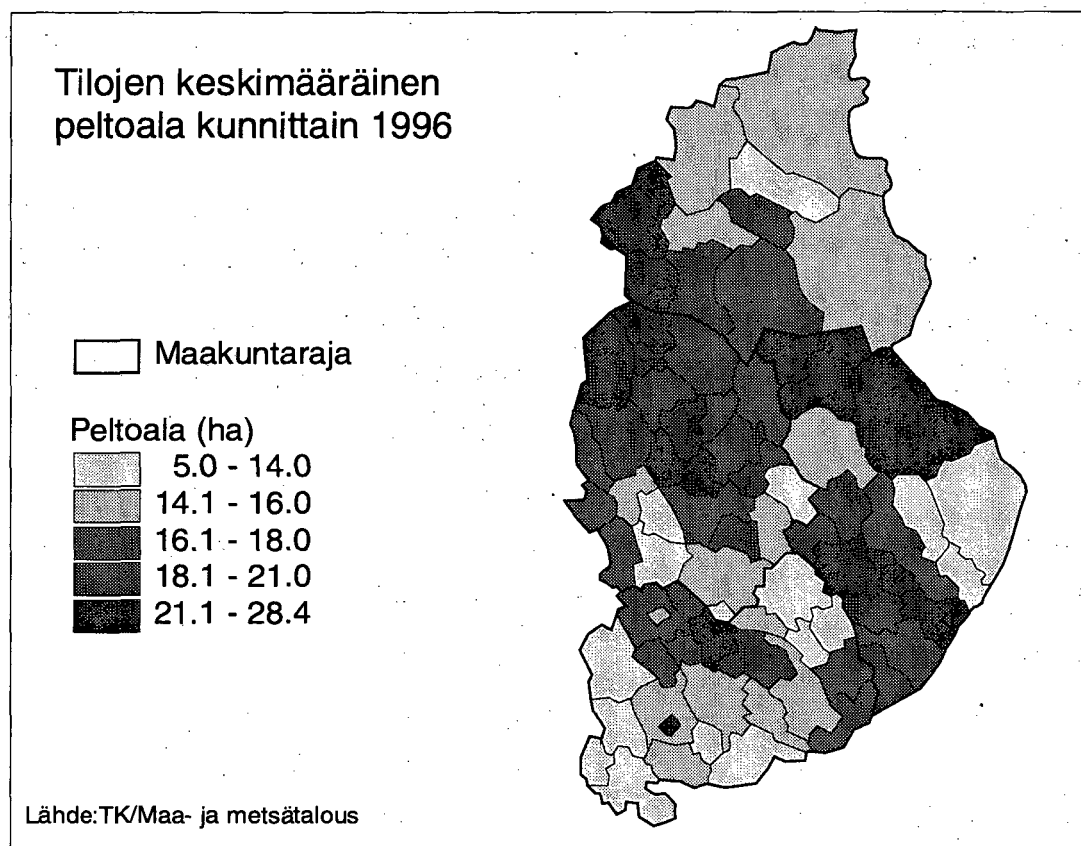 Tilojen keskimääräinen
peltoala kunnittain 1996
Maakuntaraja
Peltoala (ha)
5.0 - 14.0
14.1 - 16.0
16.1 - 18.0
18.1 - 21.0
21.1 - 28.4
Lähde:TK/Maa- ja metsätalous